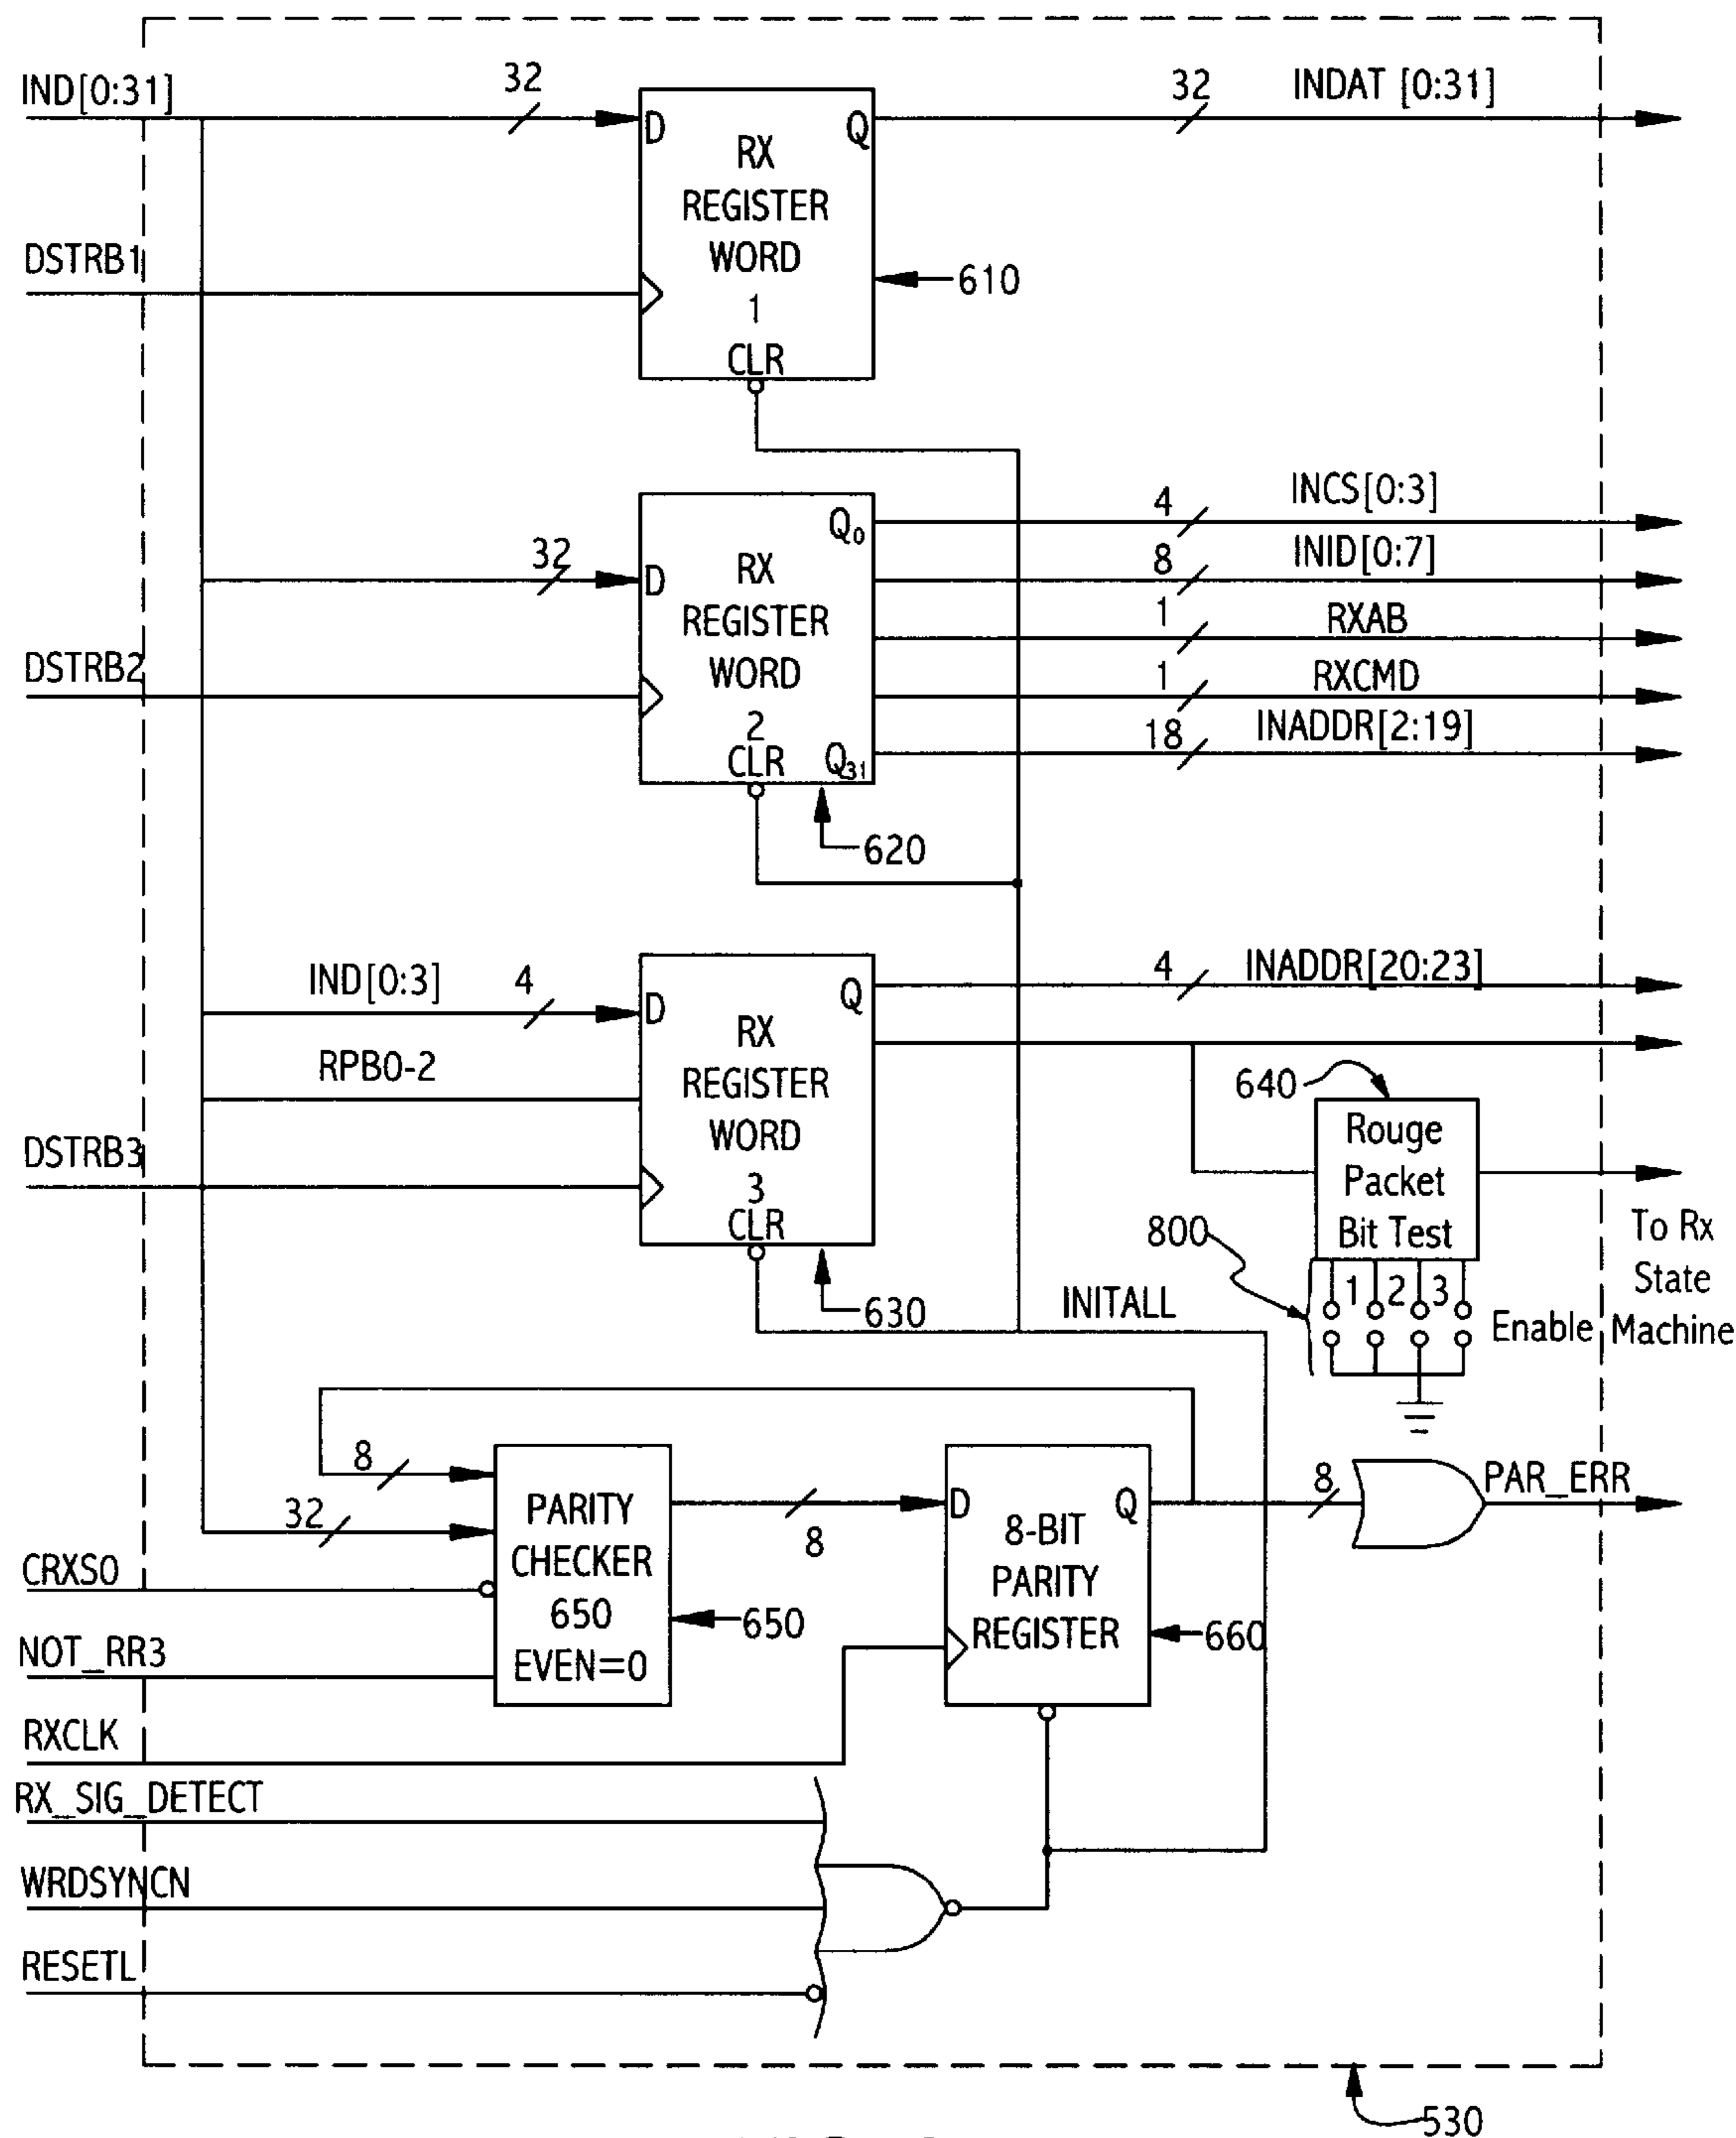 IND[0:31]
32
32
INDAT [0:31]
D
Q
RX
REGISTER
WORD
1
CLR
DSTRB1
610
INCS[0:3]
4
Q0
INID[0:7]
8
32
D
RX
REGISTER
WORD
2
CLR
Q31
1
RXAB
1
RXCMD
18
INADDR[2:19]
DSTRB2
620
IND[0:3]
4
D
Q
4
INADDR[20:23]
RX
REGISTER
WORD
3
CLR
RPB0-2
640
DSTRB3
Rouge
Packet
Bit Test
800
1 2 3
Enable
To Rx
State
Machine
630
INITALL
8
32
PARITY
CHECKER
650
EVEN=0
8
D
Q
8-BIT
PARITY
REGISTER
8
PAR_ERR
CRXS0
650
660
NOT_RR3
RXCLK
RX_SIG_DETECT
WRDSYNCN
RESETL
530